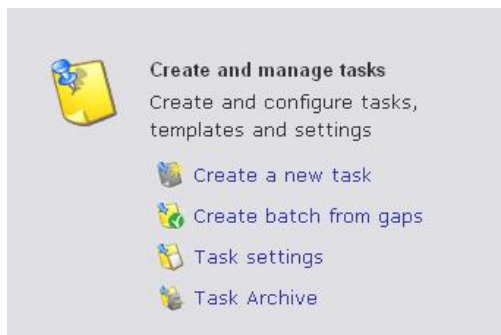 Create and manage tasks
Create and configure tasks,
templates and settings
Create a new task
Create batch from gaps
Task settings
Task Archive